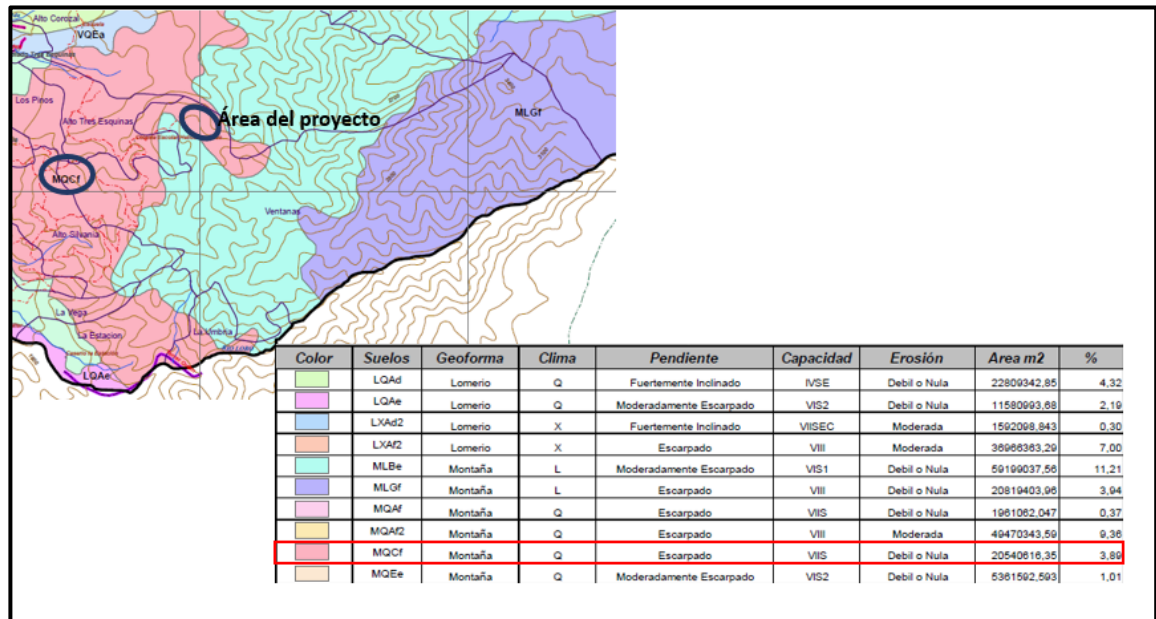 Alto Corozal
VQEa
Los Pinos
Alto Tres Esquinas
Área del proyecto
MLGf
MQCf
Ventanas
Alto Silvania
La Vega
La Estacion
La Umbria
LQAe
Color Suelos Geoforma Clima Pendiente Capacidad Erosión Area m2 %
LQAd Lomerio Q Fuertemente Inclinado IVSE Debil o Nula 22809342,85 4,32
LQAe Lomerio Q Moderadamente Escarpado VIS2 Debil o Nula 11580993,68 2,19
LXAd2 Lomerio X Fuertemente Inclinado VIISEC Moderada 1592098,843 0,30
LXAf2 Lomerio X Escarpado VIII Moderada 36966363,29 7,00
MLBe Montaña L Moderadamente Escarpado VIS1 Debil o Nula 59199037,56 11,21
MLGf Montaña L Escarpado VIII Debil o Nula 20819403,96 3,94
MQAf Montaña Q Escarpado VIIS Debil o Nula 1961062,047 0,37
MQAf2 Montaña Q Escarpado VIII Moderada 49470343,59 9,36
MQCf Montaña Q Escarpado VIIS Debil o Nula 20540616,35 3,89
MQEe Montaña Q Moderadamente Escarpado VIS2 Debil o Nula 5361592,593 1,01